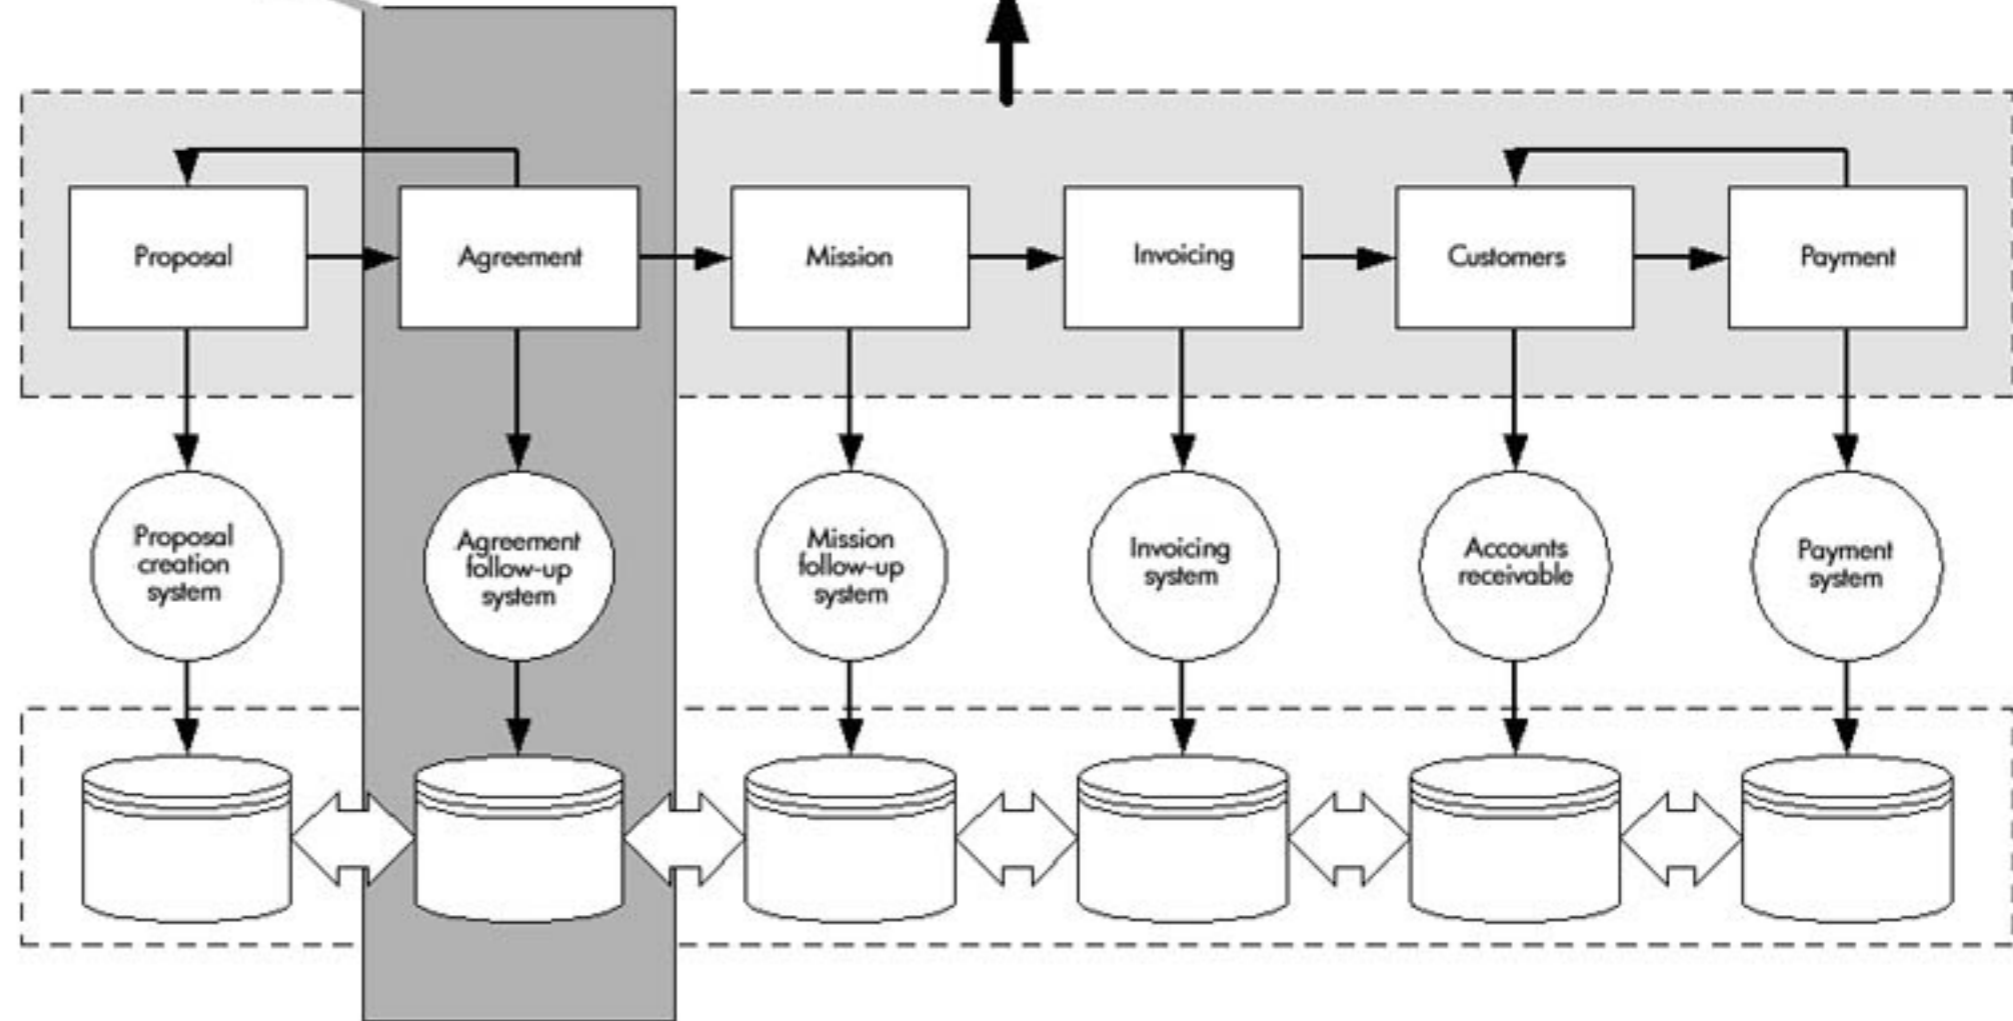 Proposal
Agreement
Mission
Invoicing
Customers
Payment
Proposal
creation
system
Agreement
follow-up
system
Mission
follow-up
system
Invoicing
system
Accounts
receivable
Payment
system